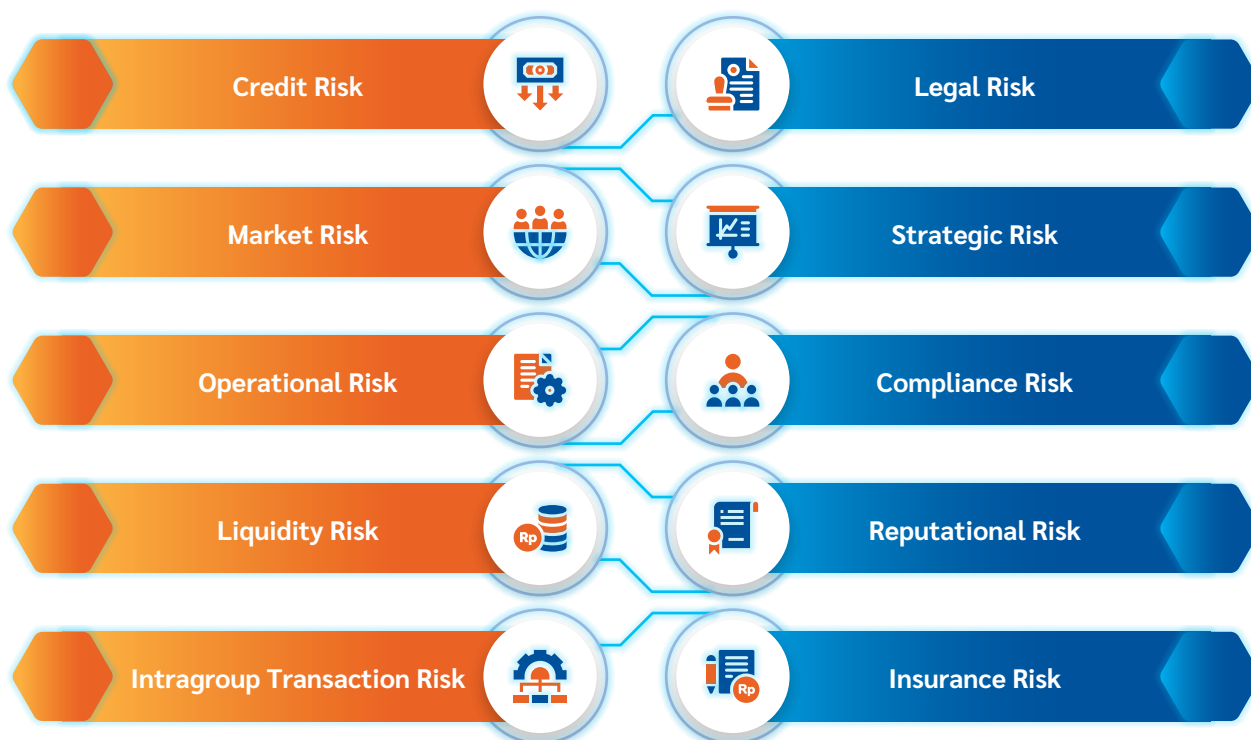 Credit Risk
Legal Risk
Market Risk
Strategic Risk
Operational Risk
Compliance Risk
Liquidity Risk
Rp
Reputational Risk
Intragroup Transaction Risk
Rp
Insurance Risk